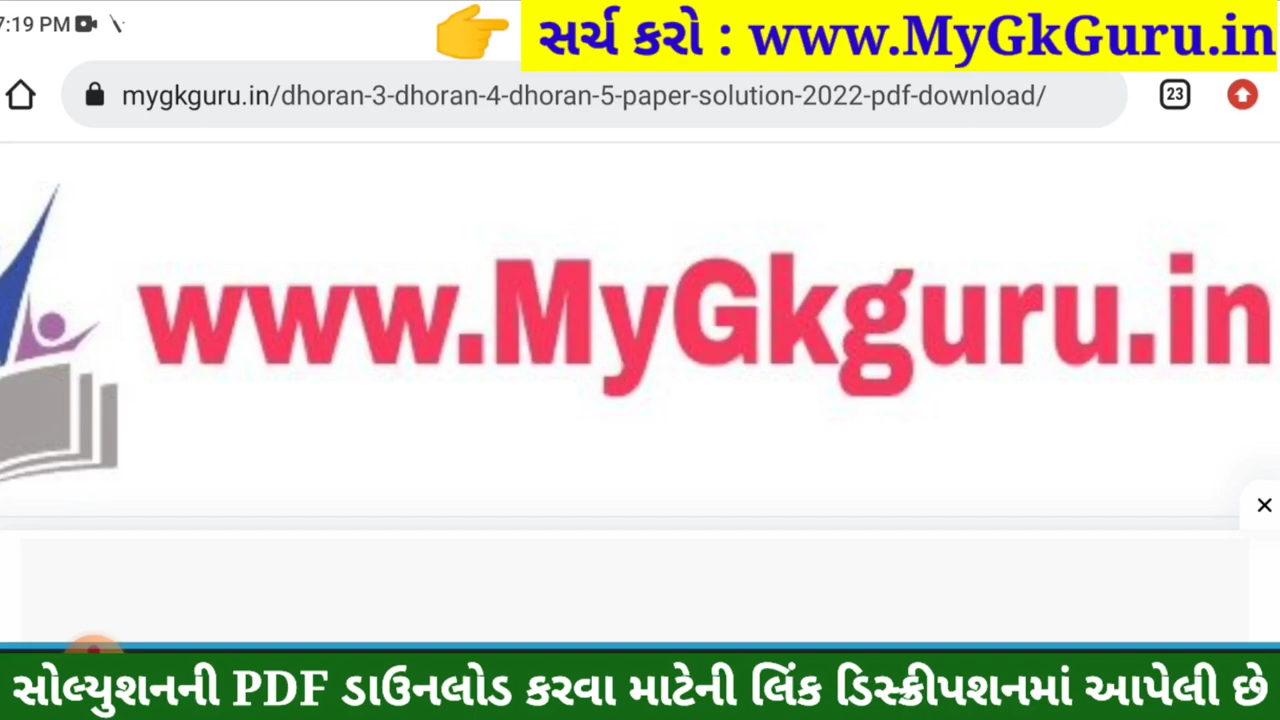 7:19 PM
સર્ચ કરો : www.MyGkGuru.in
mygkguru.in/dhoran-3-dhoran-4-dhoran-5-paper-solution-2022-pdf-download/
23
www.MyGkguru.in
સોલ્યુશનની PDF ડાઉનલોડ કરવા માટેની લિંક ડિસ્ક્રીપશનમાં આપેલી છે